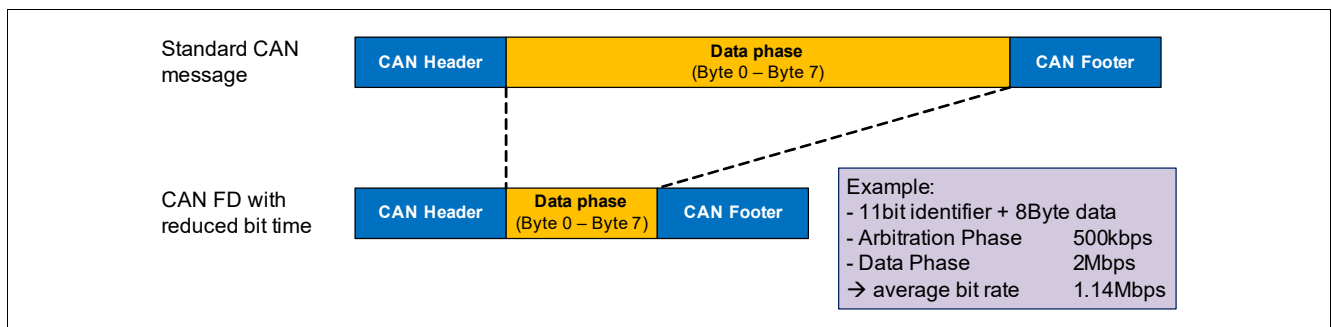 Standard CAN
message
CAN Header
Data phase
(Byte 0 – Byte 7)
CAN Footer
CAN FD with
reduced bit time
CAN Header
Data phase
(Byte 0 – Byte 7)
CAN Footer
Example:
- 11bit identifier + 8Byte data
- Arbitration Phase 500kbps
- Data Phase 2Mbps
→ average bit rate 1.14Mbps